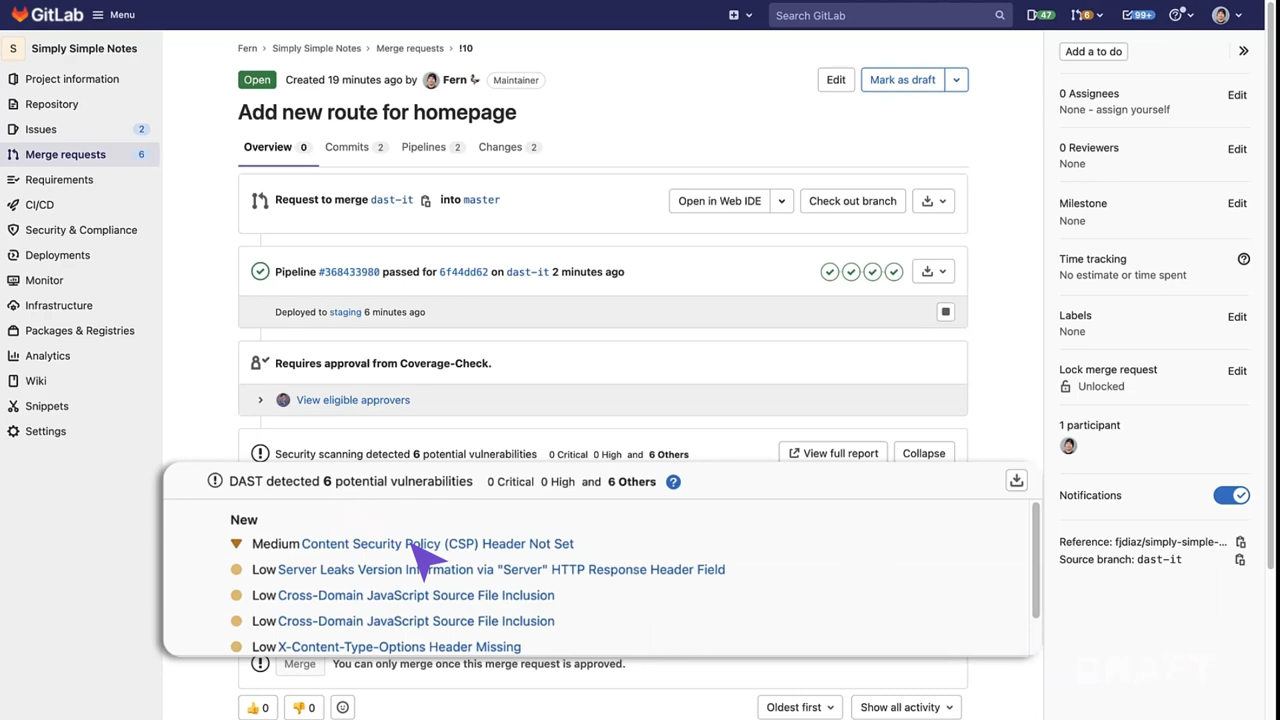 GitLab Menu Search GitLab 47 6 99+
S Simply Simple Notes
Project information
Repository
Issues 2
Merge requests 6
Requirements
CI/CD
Security & Compliance
Deployments
Monitor
Infrastructure
Packages & Registries
Analytics
Wiki
Snippets
Settings
Fern > Simply Simple Notes > Merge requests > !10
Open Created 19 minutes ago by Fern Maintainer Edit Mark as draft
Add new route for homepage
Overview 0 Commits 2 Pipelines 2 Changes 2
Request to merge dast-it into master Open in Web IDE Check out branch
Pipeline #368433980 passed for 6f44dd62 on dast-it 2 minutes ago
Deployed to staging 6 minutes ago
Requires approval from Coverage-Check.
View eligible approvers
Security scanning detected 6 potential vulnerabilities 0 Critical 0 High and 6 Others View full report Collapse
DAST detected 6 potential vulnerabilities 0 Critical 0 High and 6 Others
New
Medium Content Security Policy (CSP) Header Not Set
Low Server Leaks Version Information via "Server" HTTP Response Header Field
Low Cross-Domain JavaScript Source File Inclusion
Low Cross-Domain JavaScript Source File Inclusion
Low X-Content-Type-Options Header Missing
Merge You can only merge once this merge request is approved.
0 0 Oldest first Show all activity
Add a to do
0 Assignees Edit
None - assign yourself
0 Reviewers Edit
None
Milestone Edit
None
Time tracking
No estimate or time spent
Labels Edit
None
Lock merge request Edit
Unlocked
1 participant
Notifications
Reference: fjdiaz/simply-simple-...
Source branch: dast-it
DRAFT